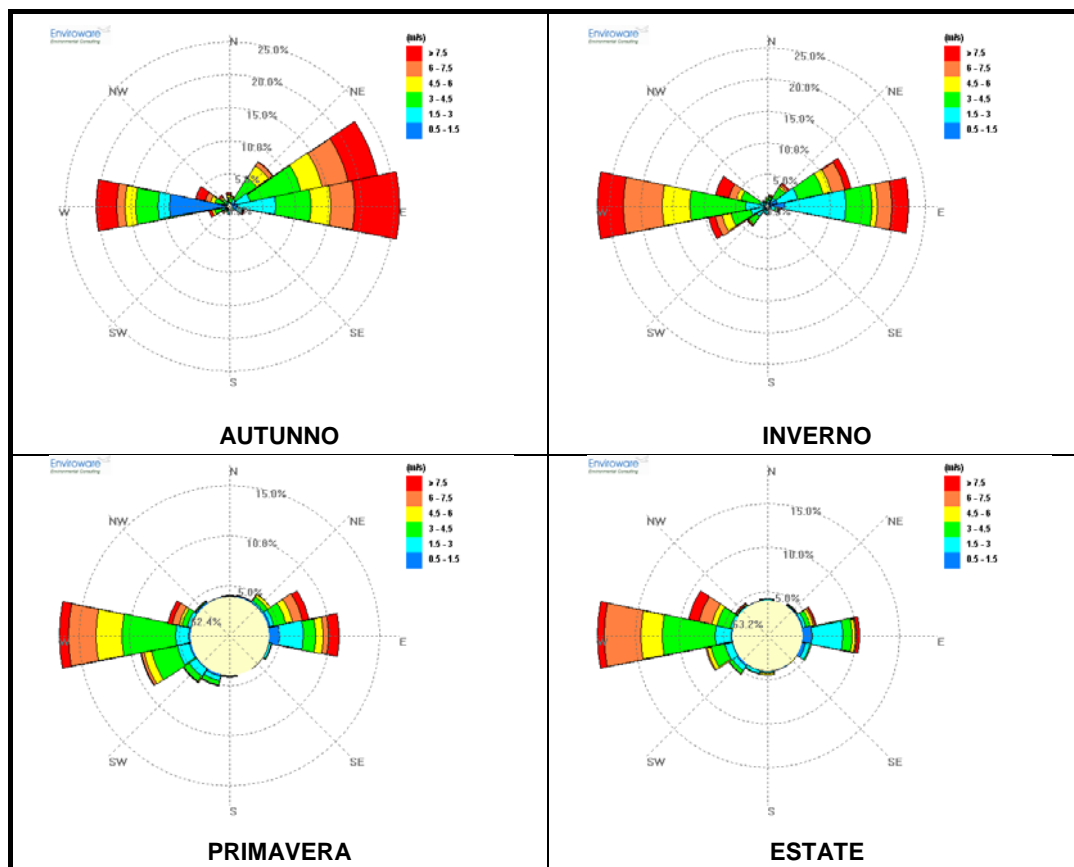 Enviroware
Environmental Consulting
(m/s)
≥ 7.5
6 - 7.5
4.5 - 6
3 - 4.5
1.5 - 3
0.5 - 1.5
N
25.0%
20.0%
15.0%
10.0%
NW
NE
W
E
SW
SE
S
AUTUNNO
Enviroware
Environmental Consulting
(m/s)
≥ 7.5
6 - 7.5
4.5 - 6
3 - 4.5
1.5 - 3
0.5 - 1.5
N
25.0%
20.0%
15.0%
10.0%
5.0%
NW
NE
W
E
SW
SE
S
INVERNO
Enviroware
Environmental Consulting
(m/s)
≥ 7.5
6 - 7.5
4.5 - 6
3 - 4.5
1.5 - 3
0.5 - 1.5
N
15.0%
10.0%
5.0%
NW
NE
W
E
SW
SE
S
PRIMAVERA
Enviroware
Environmental Consulting
(m/s)
≥ 7.5
6 - 7.5
4.5 - 6
3 - 4.5
1.5 - 3
0.5 - 1.5
N
15.0%
10.0%
5.0%
NW
NE
W
E
SW
SE
S
ESTATE